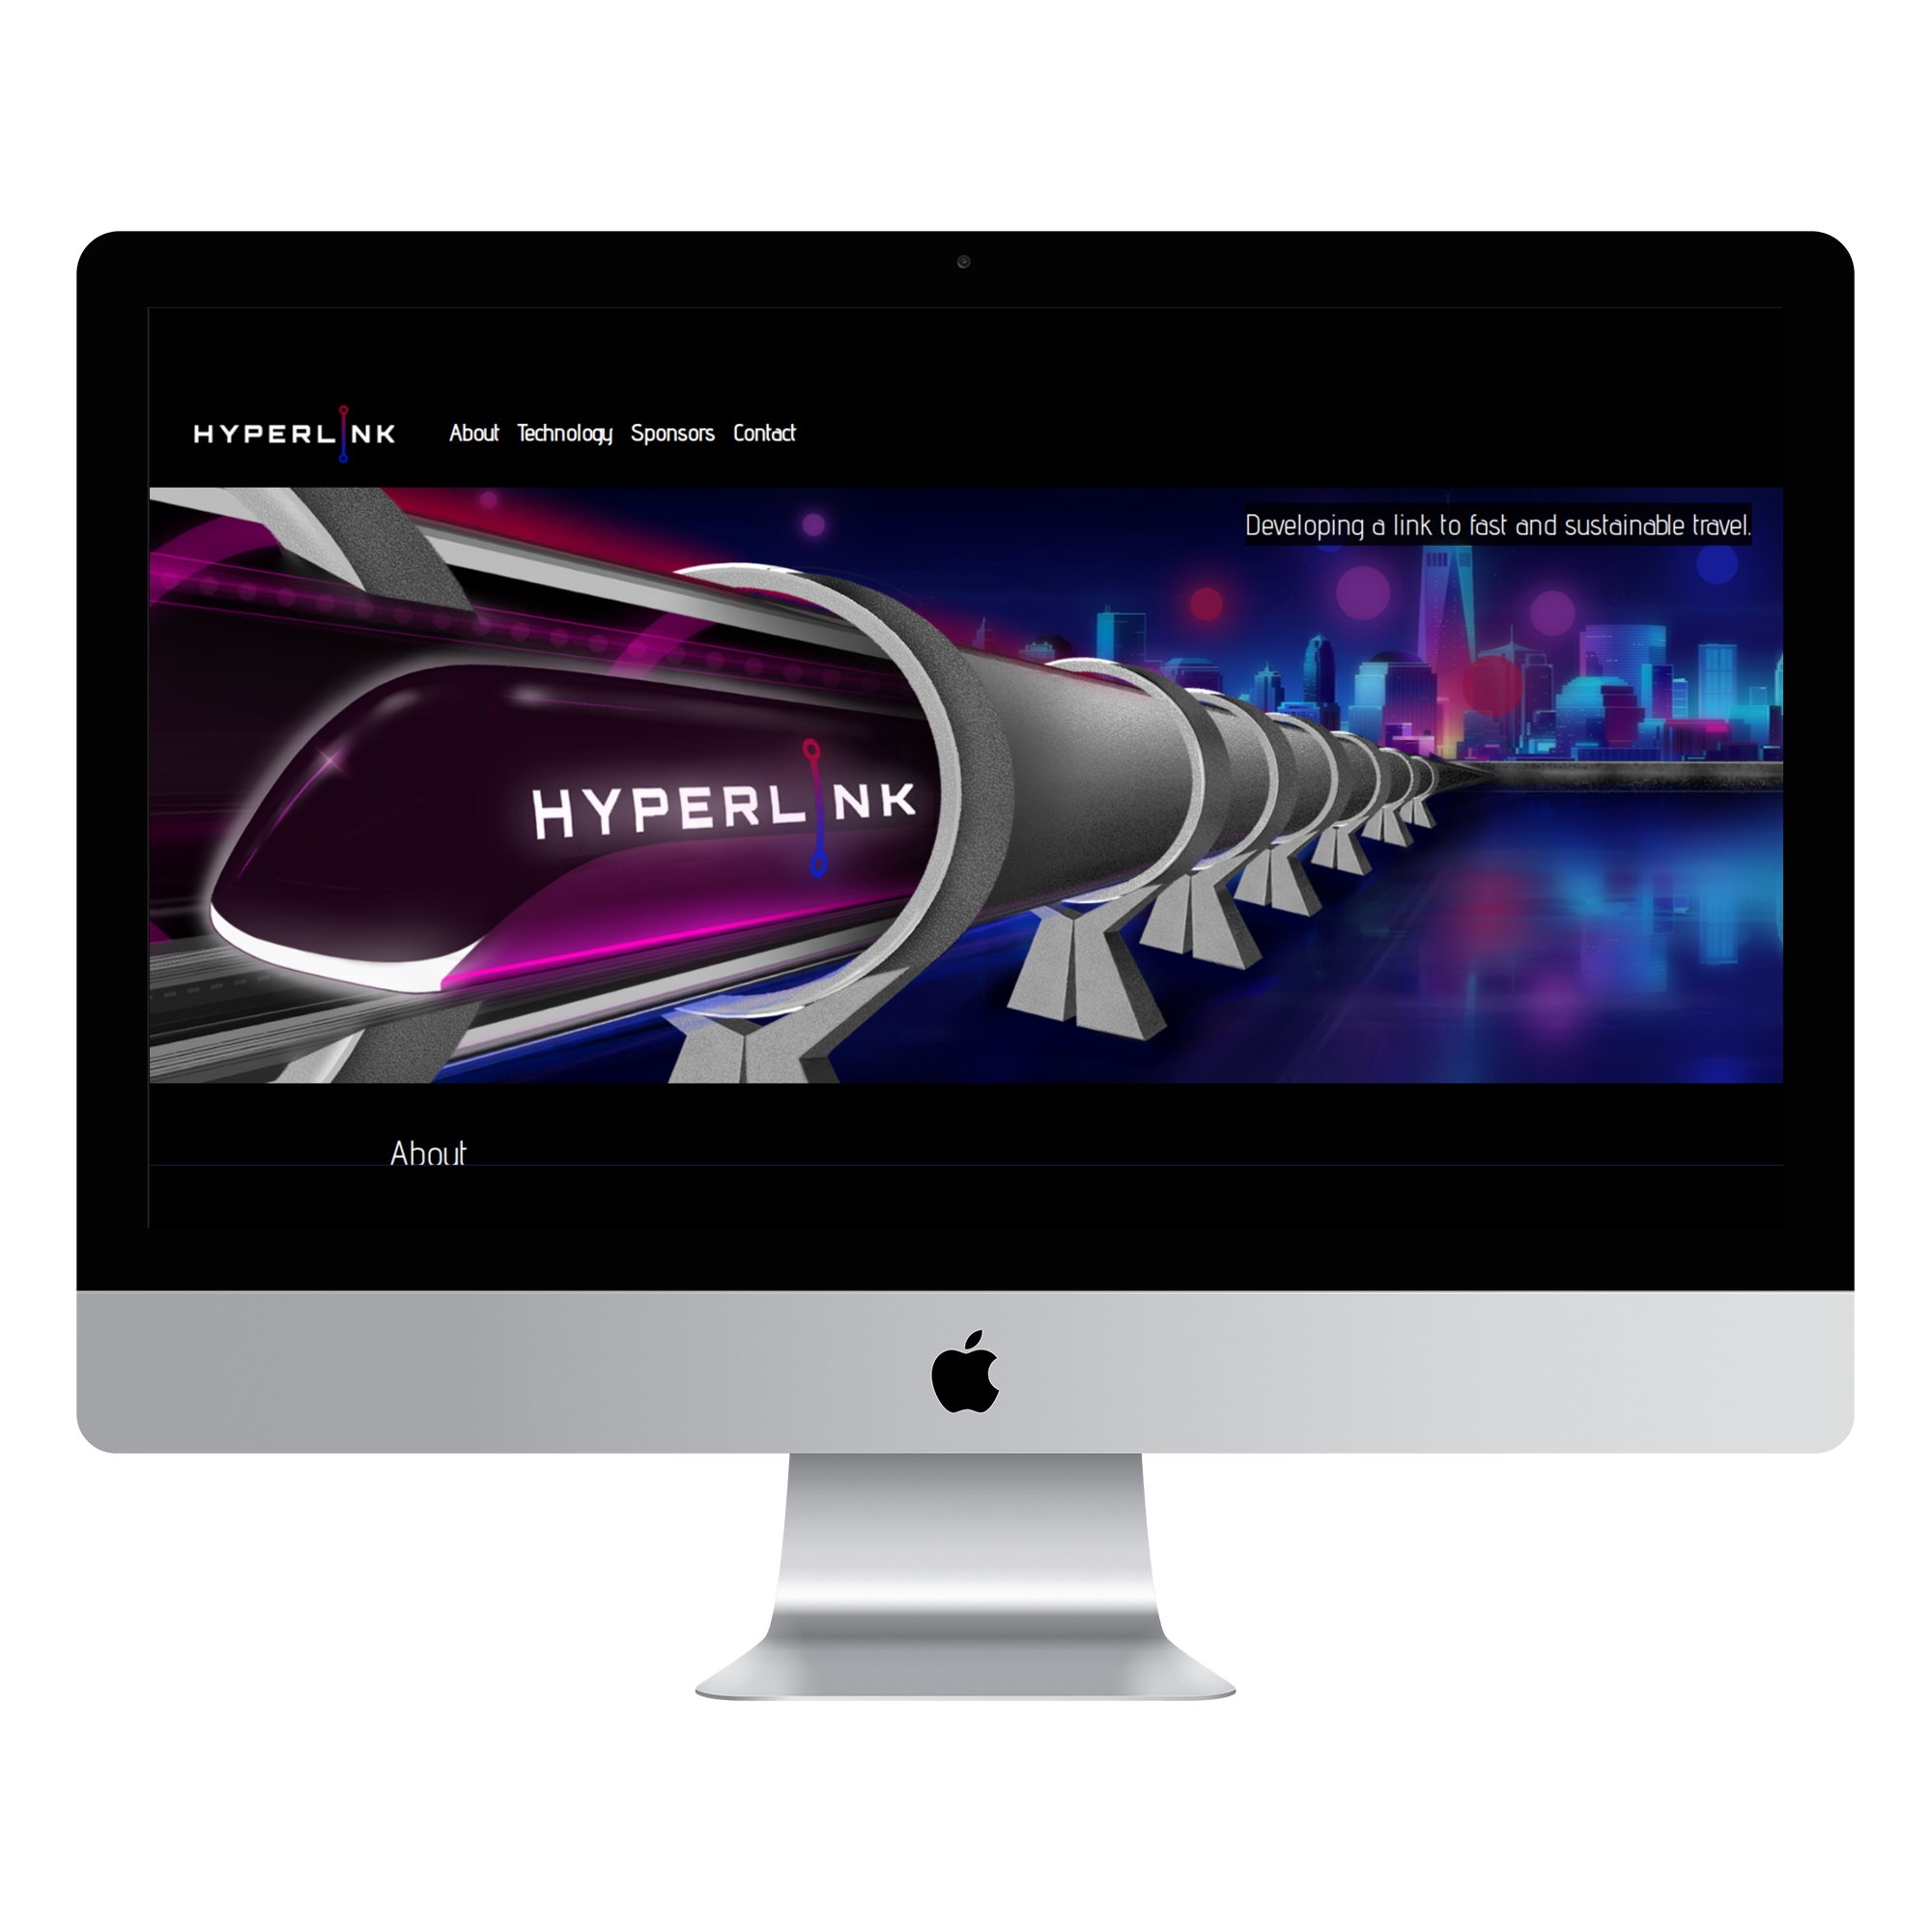 HYPERLINK
About Technology Sponsors Contact
Developing a link to fast and sustainable travel.
HYPERLINK
About